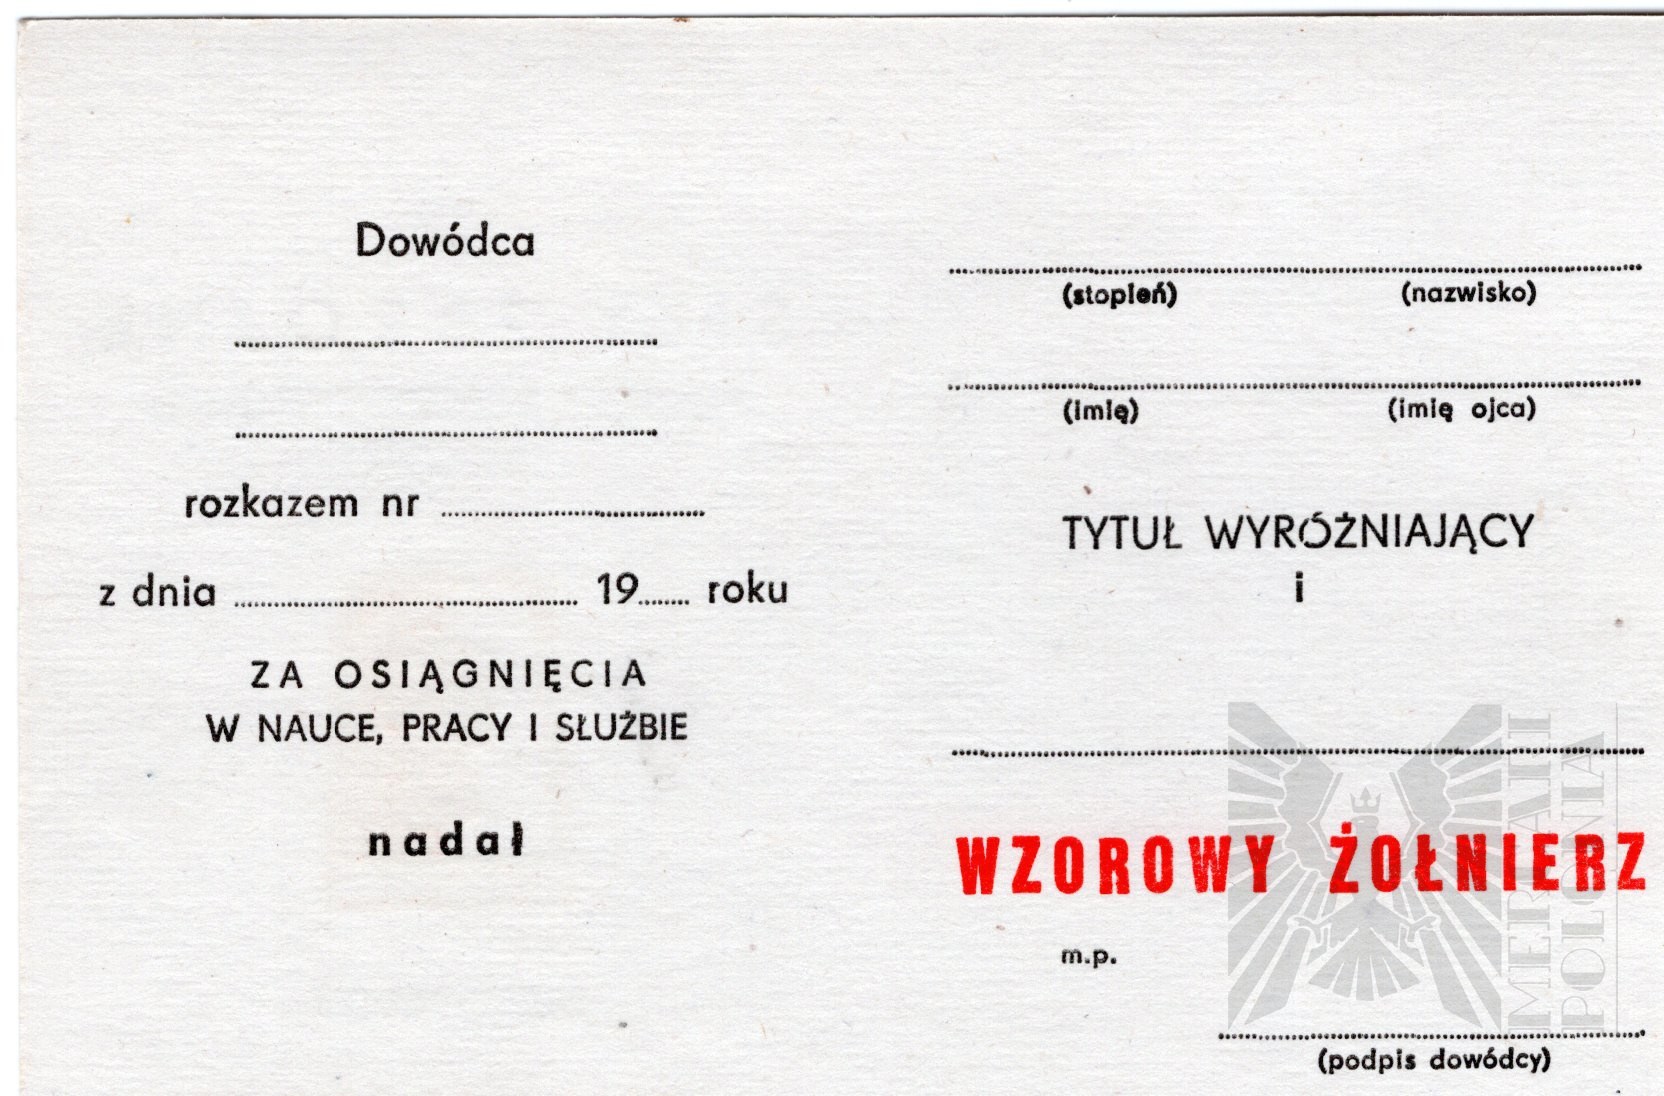 Dowódca
rozkazem nr
z dnia 19 roku
ZA OSIĄGNIĘCIA
W NAUCE, PRACY I SŁUŻBIE
nadał
(stopień) (nazwisko)
(imię) (imię ojca)
TYTUŁ WYRÓŻNIAJĄCY
i
WZOROWY ŻOŁNIERZ
m.p.
(podpis dowódcy)
MERKAII
POLONIA